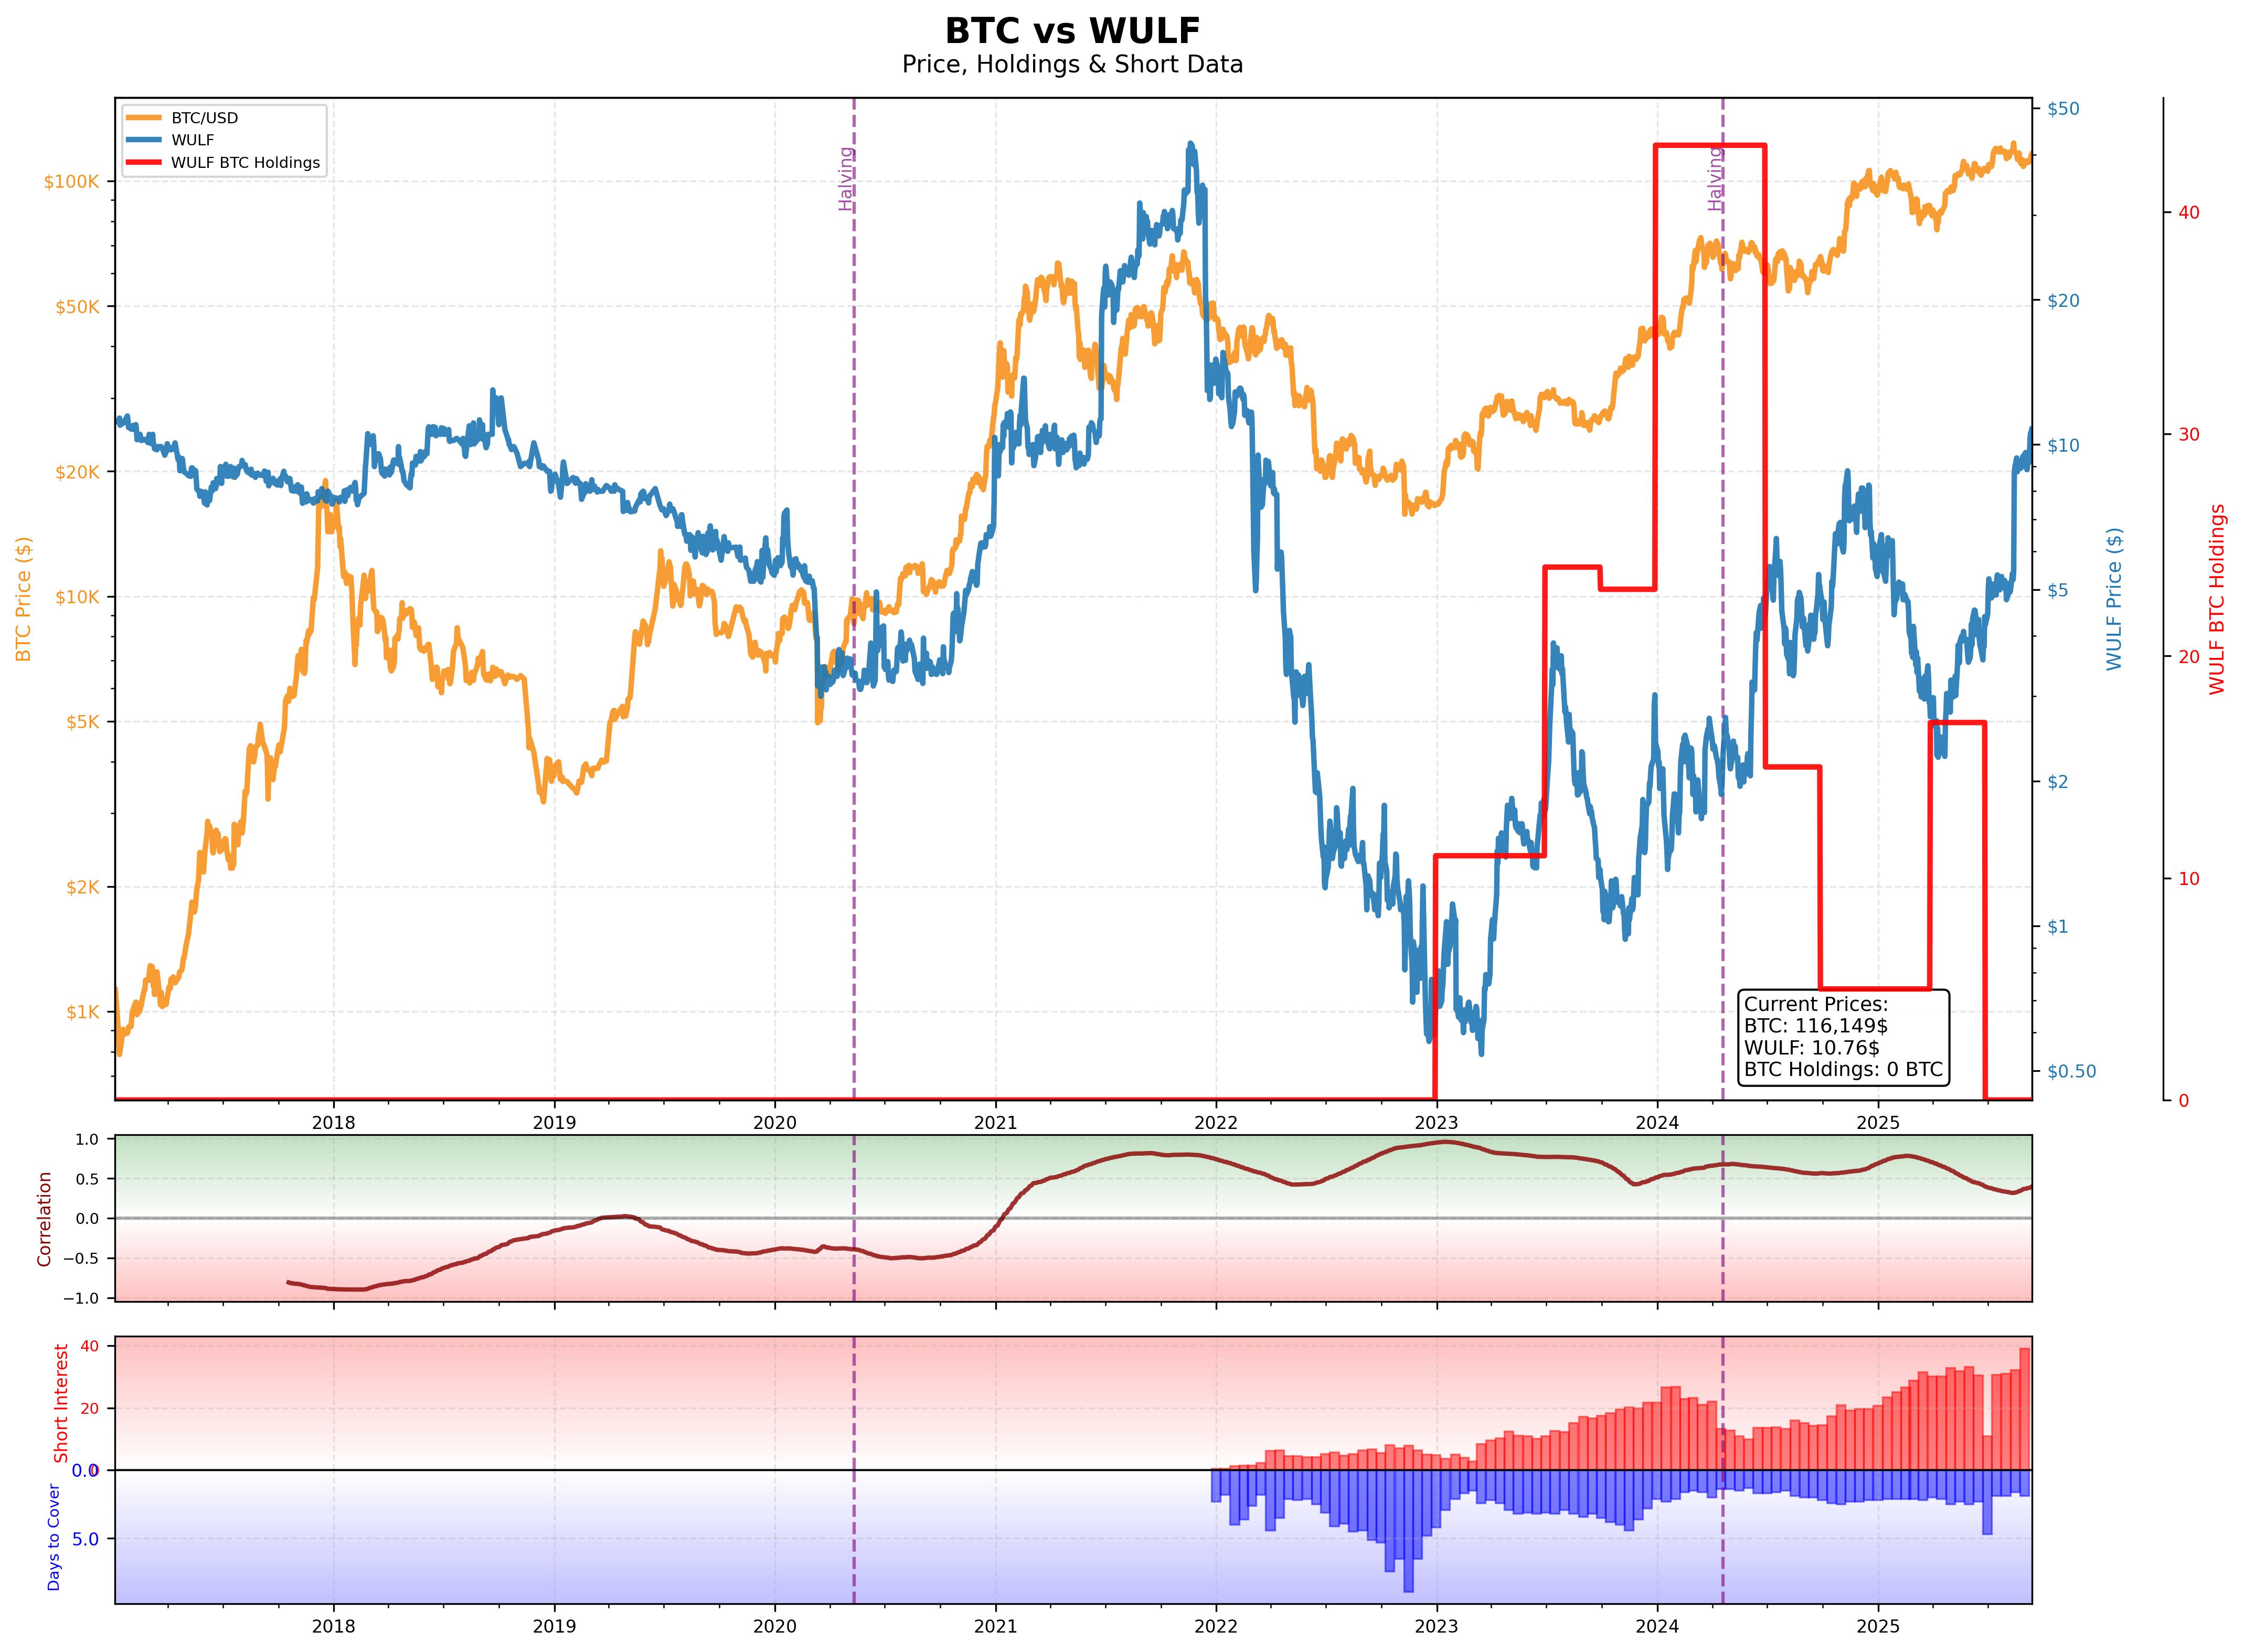 BTC vs WULF
Price, Holdings & Short Data
BTC/USD
WULF
WULF BTC Holdings
Halving
Halving
BTC Price ($)
$100K
$50K
$20K
$10K
$5K
$2K
$1K
$50
$20
$10
$5
$2
$1
$0.50
WULF Price ($)
40
30
20
10
0
WULF BTC Holdings
Current Prices:
BTC: 116,149$
WULF: 10.76$
BTC Holdings: 0 BTC
2018 2019 2020 2021 2022 2023 2024 2025
Correlation
1.0
0.5
0.0
−0.5
−1.0
Short Interest
40
20
0
Days to Cover
0.0
5.0
2018 2019 2020 2021 2022 2023 2024 2025